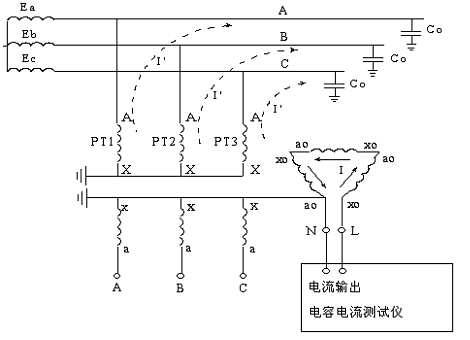 Ea A Co
Eb B Co
Ec C Co
I' I' I'
A A A
PT1 PT2 PT3
X X X
ao xo
xo I ao
x x x ao xo
a a a N L
A B C
电流输出
电容电流测试仪